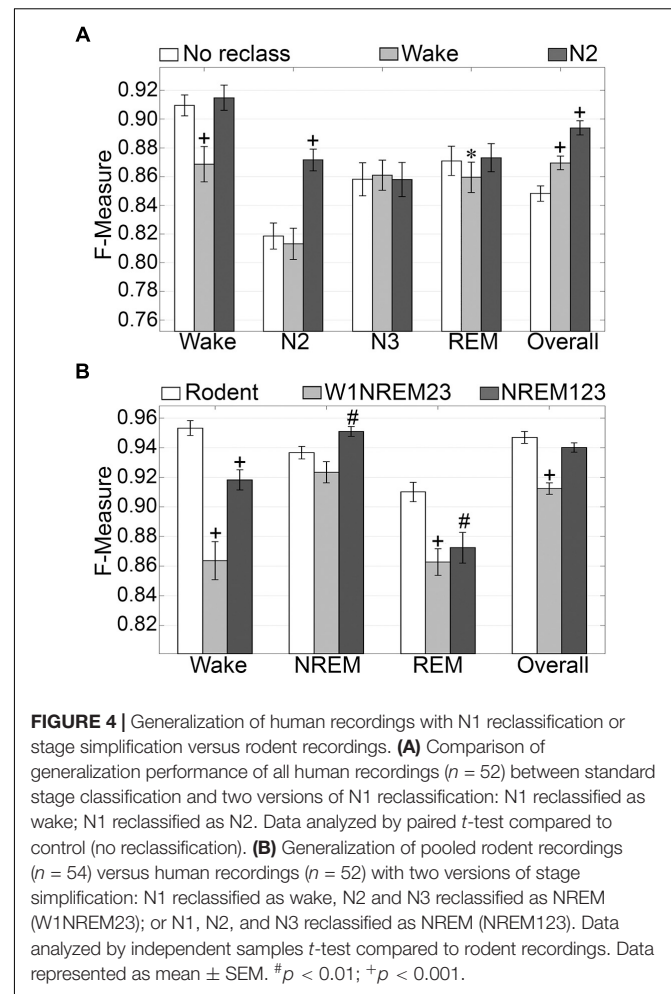 A
No reclass Wake N2
0.92
0.90
0.88
0.86
0.84
0.82
0.80
0.78
0.76
F-Measure
+ + * + +
Wake N2 N3 REM Overall
B
Rodent W1NREM23 NREM123
0.96
0.94
0.92
0.90
0.88
0.86
0.84
0.82
F-Measure
+ + # + # +
Wake NREM REM Overall
FIGURE 4 | Generalization of human recordings with N1 reclassification or
stage simplification versus rodent recordings. (A) Comparison of
generalization performance of all human recordings (n = 52) between standard
stage classification and two versions of N1 reclassification: N1 reclassified as
wake; N1 reclassified as N2. Data analyzed by paired t-test compared to
control (no reclassification). (B) Generalization of pooled rodent recordings
(n = 54) versus human recordings (n = 52) with two versions of stage
simplification: N1 reclassified as wake, N2 and N3 reclassified as NREM
(W1NREM23); or N1, N2, and N3 reclassified as NREM (NREM123). Data
analyzed by independent samples t-test compared to rodent recordings. Data
represented as mean ± SEM. #p < 0.01; +p < 0.001.